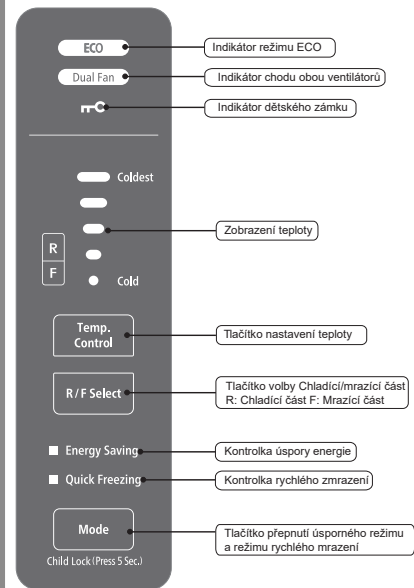 ECO
Indikátor režimu ECO
Dual Fan
Indikátor chodu obou ventilátorů
Indikátor dětského zámku
Coldest
Zobrazení teploty
R
F
Cold
Temp.
Control
Tlačítko nastavení teploty
R/F Select
Tlačítko volby Chladící/mrazící část
R: Chladící část F: Mrazící část
Energy Saving
Kontrolka úspory energie
Quick Freezing
Kontrolka rychlého zmrazení
Mode
Tlačítko přepnutí úsporného režimu
a režimu rychlého mrazení
Child Lock (Press 5 Sec.)